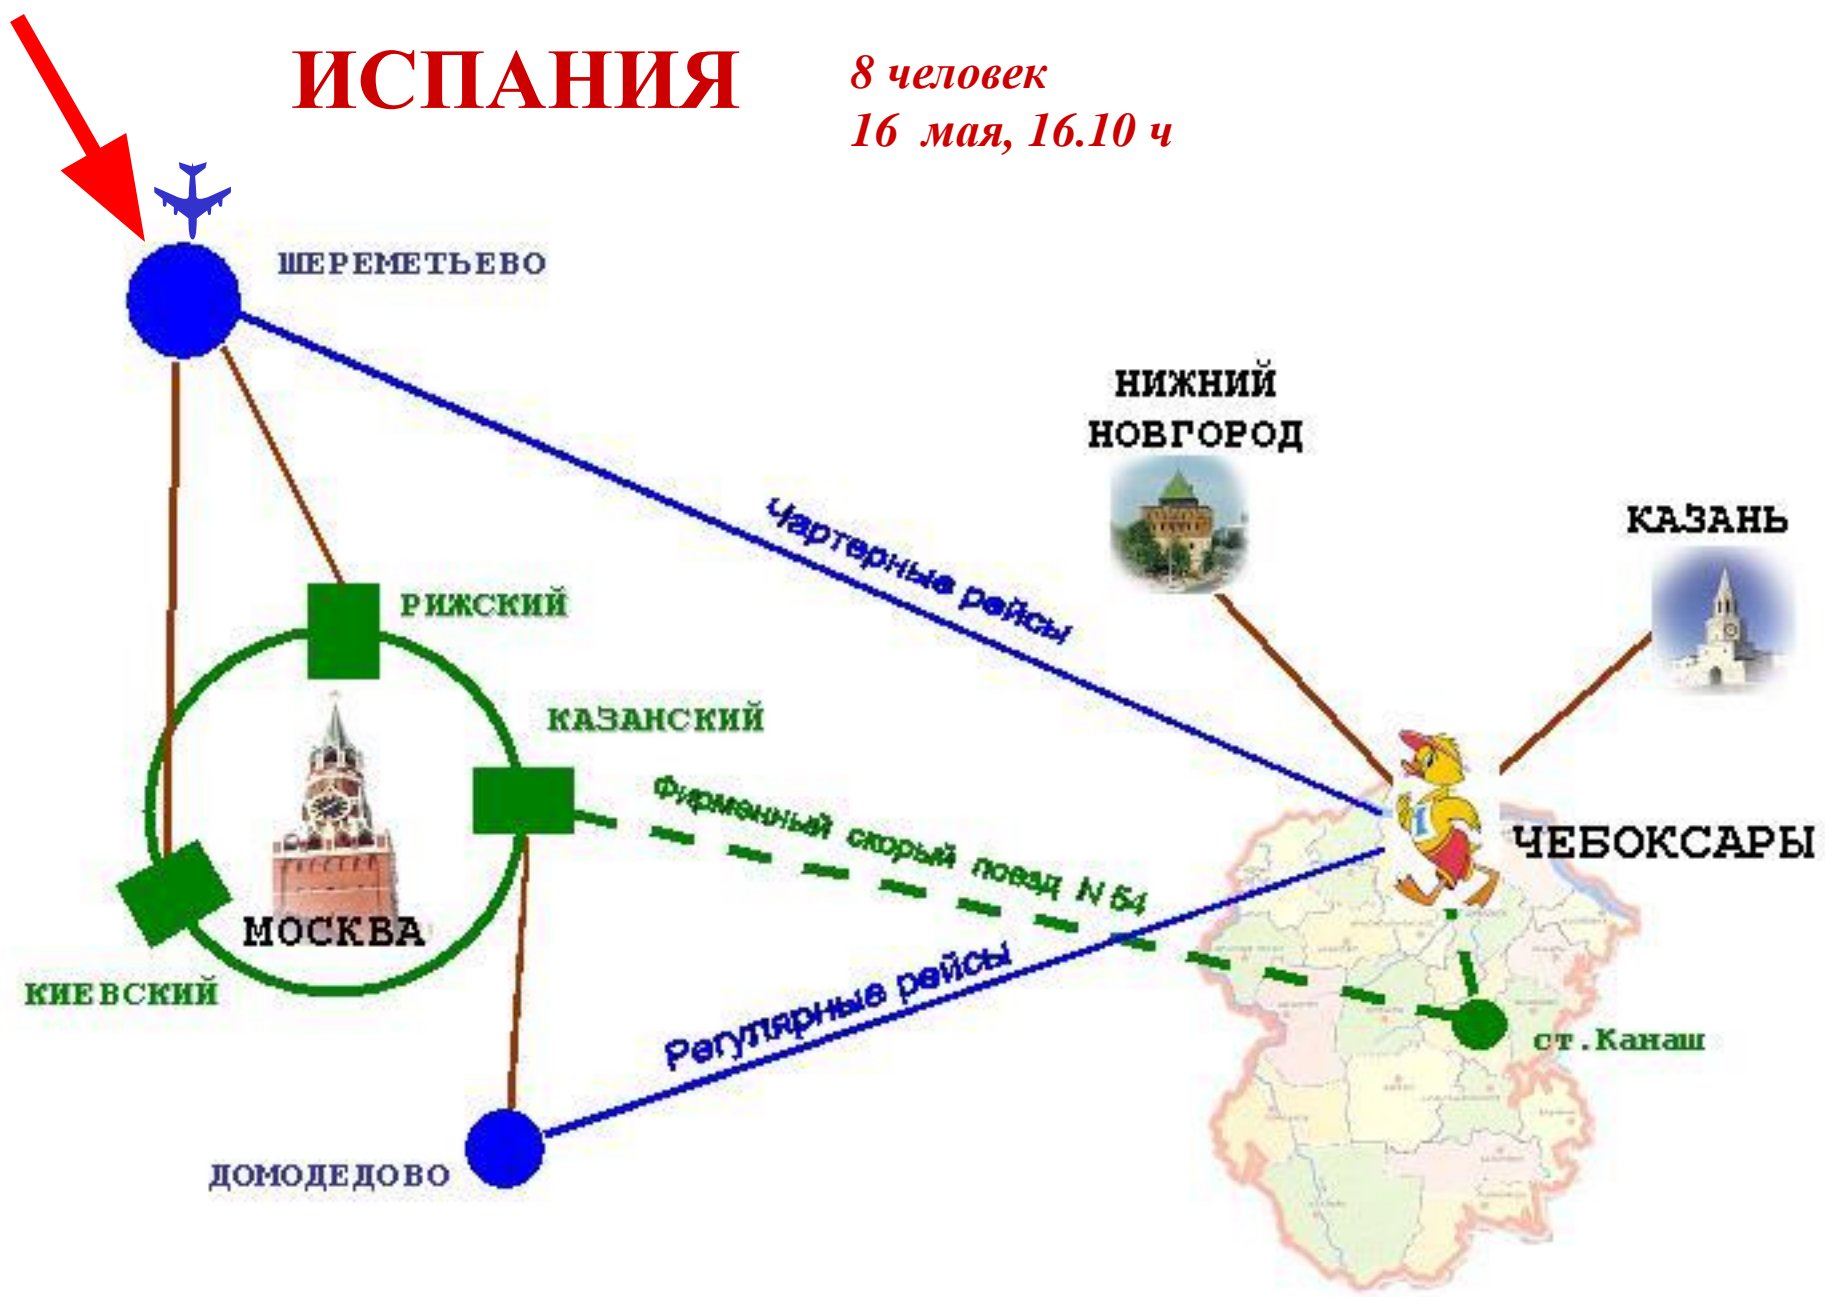 ИСПАНИЯ
8 человек
16 мая, 16.10 ч
ШЕРЕМЕТЬЕВО
НИЖНИЙ
НОВГОРОД
КАЗАНЬ
Чартерные рейсы
РИЖСКИЙ
КАЗАНСКИЙ
Фирменный скорый поезд N 54
ЧЕБОКСАРЫ
МОСКВА
КИЕВСКИЙ
Регулярные рейсы
ст.Канаш
ДОМОДЕДОВО